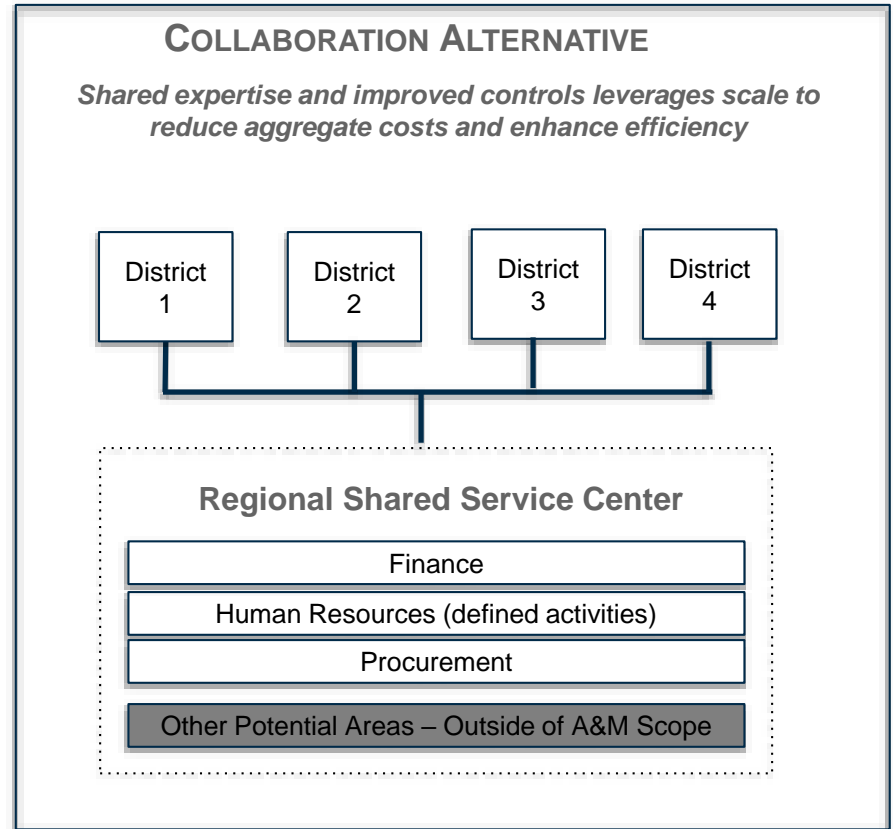 COLLABORATION ALTERNATIVE
Shared expertise and improved controls leverages scale to
reduce aggregate costs and enhance efficiency
District
1
District
2
District
3
District
4
Regional Shared Service Center
Finance
Human Resources (defined activities)
Procurement
Other Potential Areas – Outside of A&M Scope